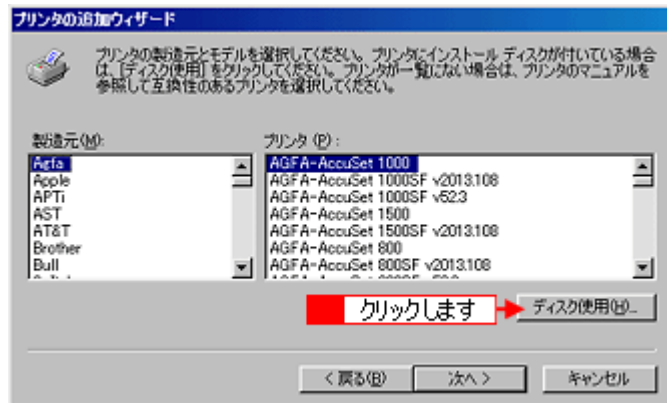 プリンタの追加ウィザード
プリンタの製造元とモデルを選択してください。プリンタにインストール ディスクが付いている場合
は、[ディスク使用] をクリックしてください。プリンタが一覧にない場合は、プリンタのマニュアルを
参照して互換性のあるプリンタを選択してください。
製造元(M):
Agfa
Apple
APTi
AST
AT&T
Brother
Bull
プリンタ(P):
AGFA-AccuSet 1000
AGFA-AccuSet 1000SF v2013.108
AGFA-AccuSet 1000SF v52.3
AGFA-AccuSet 1500
AGFA-AccuSet 1500SF v2013.108
AGFA-AccuSet 800
AGFA-AccuSet 800SF v2013.108
クリックします
ディスク使用(H)...
< 戻る(B)
次へ >
キャンセル